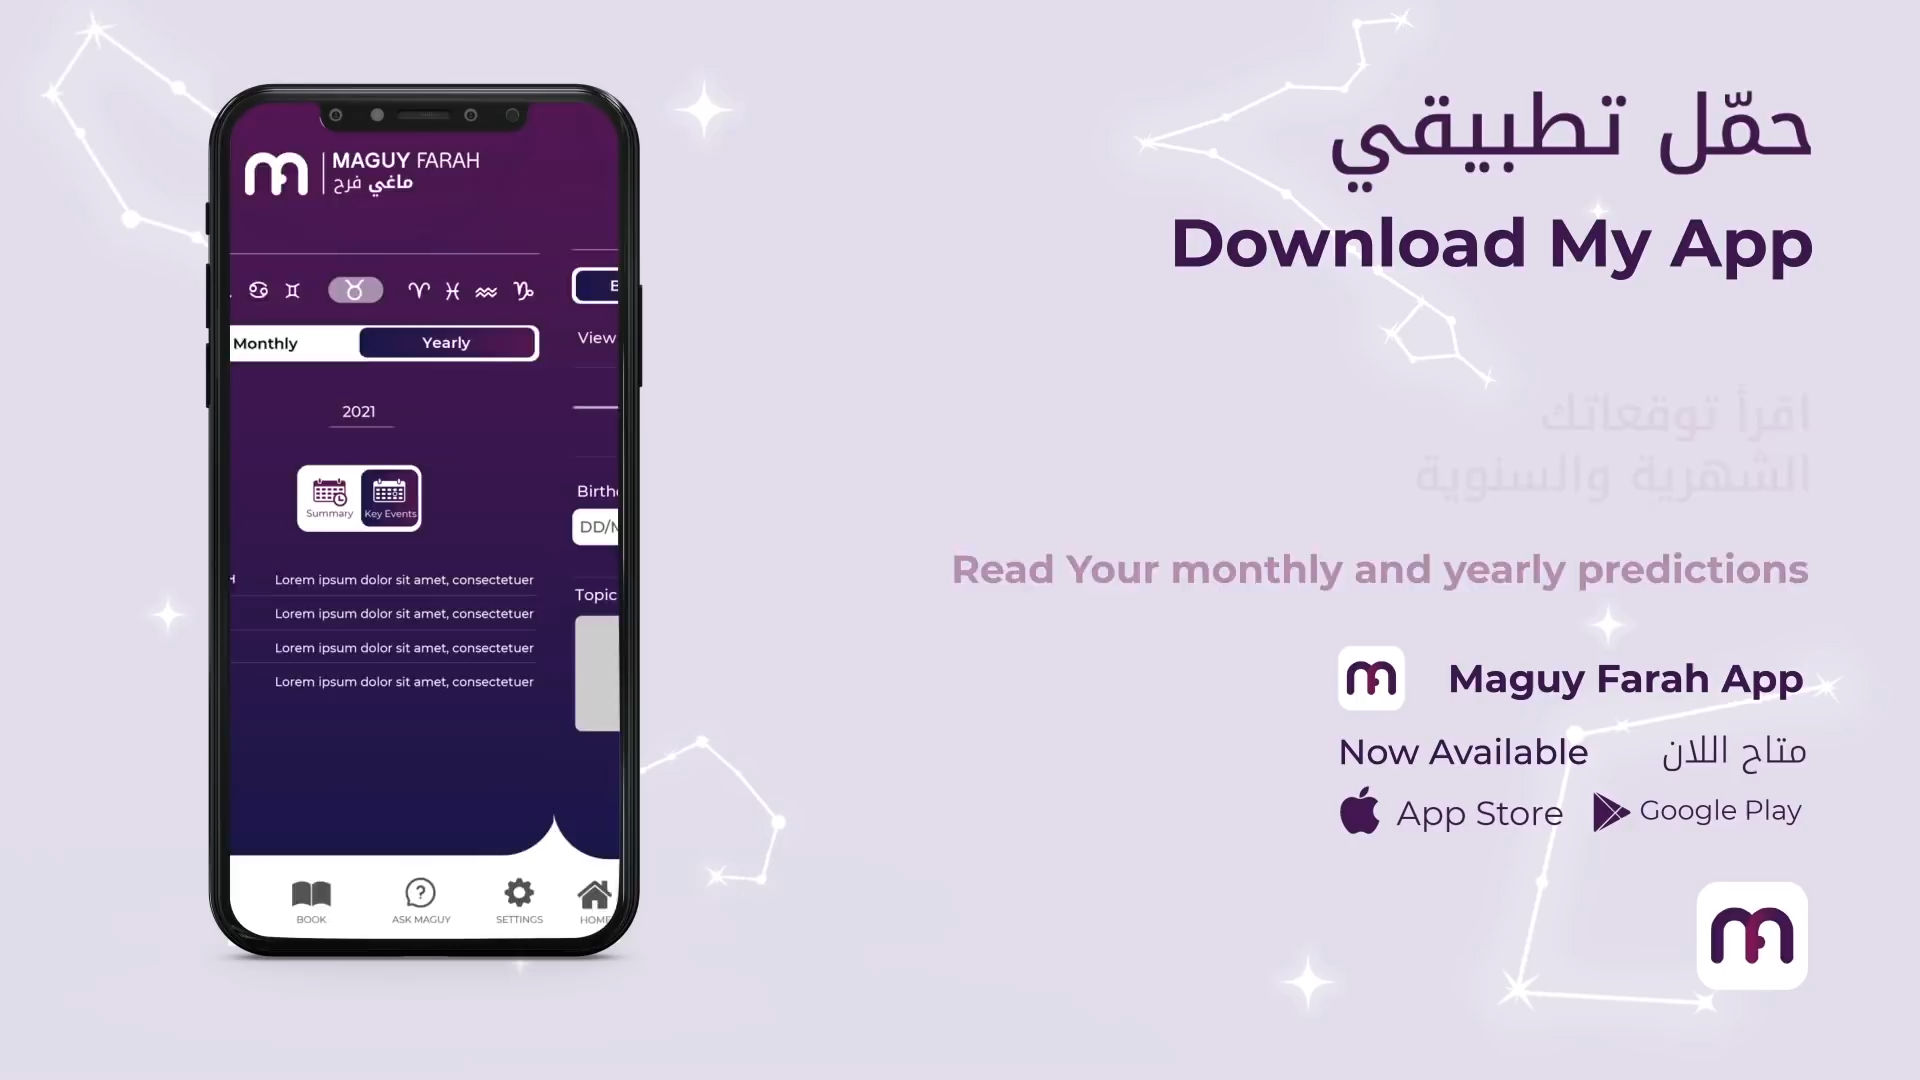 MAGUY FARAH
ماغي فرح
Monthly
Yearly
View
2021
Summary
Key Events
DD/M
Topic
Lorem ipsum dolor sit amet, consectetuer
Lorem ipsum dolor sit amet, consectetuer
Lorem ipsum dolor sit amet, consectetuer
Lorem ipsum dolor sit amet, consectetuer
BOOK
ASK MAGUY
SETTINGS
HOME
حمّل تطبيقي
Download My App
اقرأ توقعاتك
الشهرية والسنوية
Read Your monthly and yearly predictions
Maguy Farah App
Now Available
متاح اللان
App Store
Google Play